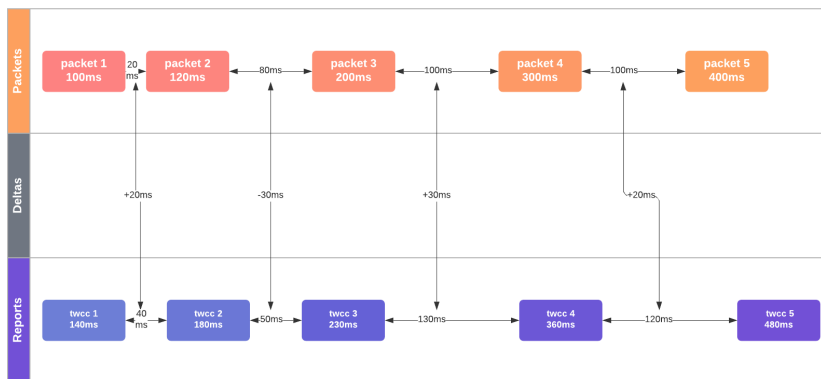 Packets
packet 1
100ms
20
ms
packet 2
120ms
80ms
packet 3
200ms
100ms
packet 4
300ms
100ms
packet 5
400ms
Deltas
+20ms
-30ms
+30ms
+20ms
Reports
twcc 1
140ms
40
ms
twcc 2
180ms
50ms
twcc 3
230ms
130ms
twcc 4
360ms
120ms
twcc 5
480ms